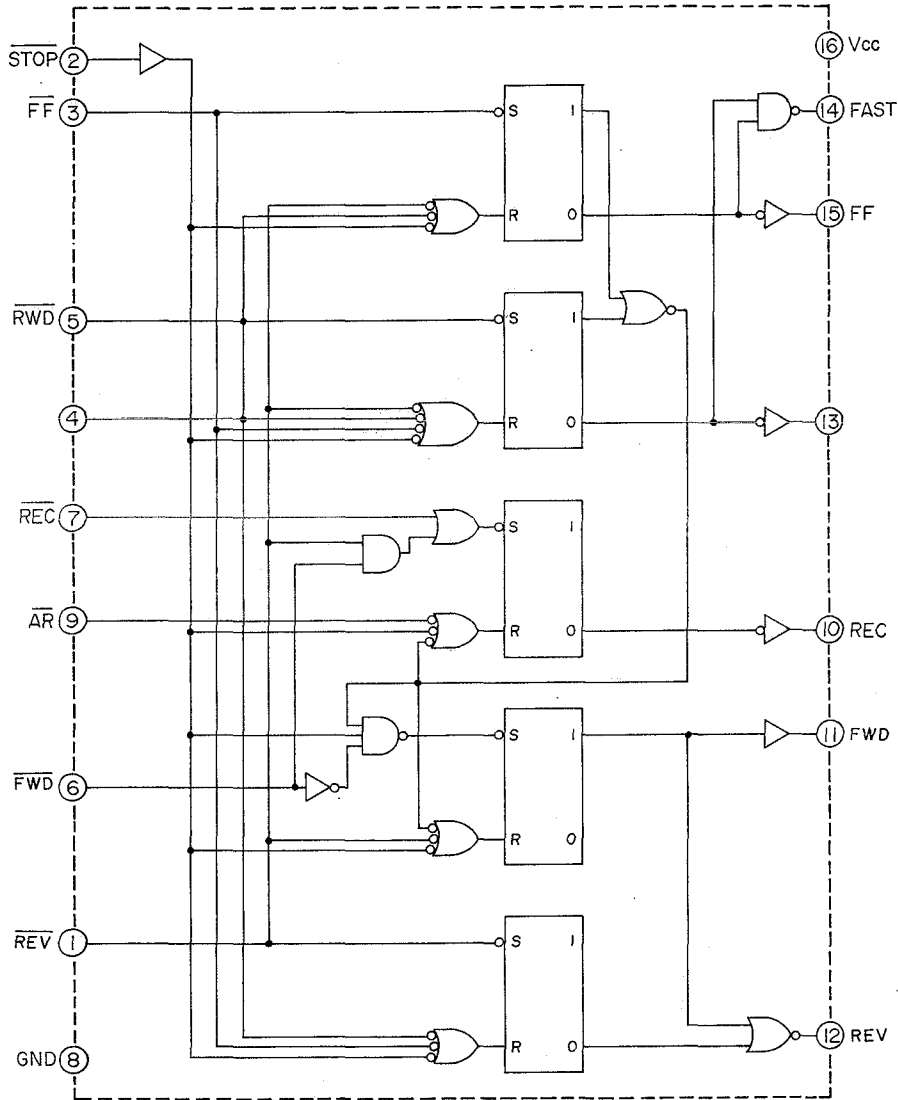 STOP 2
16 Vcc
FF 3
S 1
14 FAST
R 0
15 FF
RWD 5
S 1
4
R 0
13
REC 7
S 1
AR 9
R 0
10 REC
S 1
11 FWD
FWD 6
R 0
REV 1
S 1
R 0
12 REV
GND 8